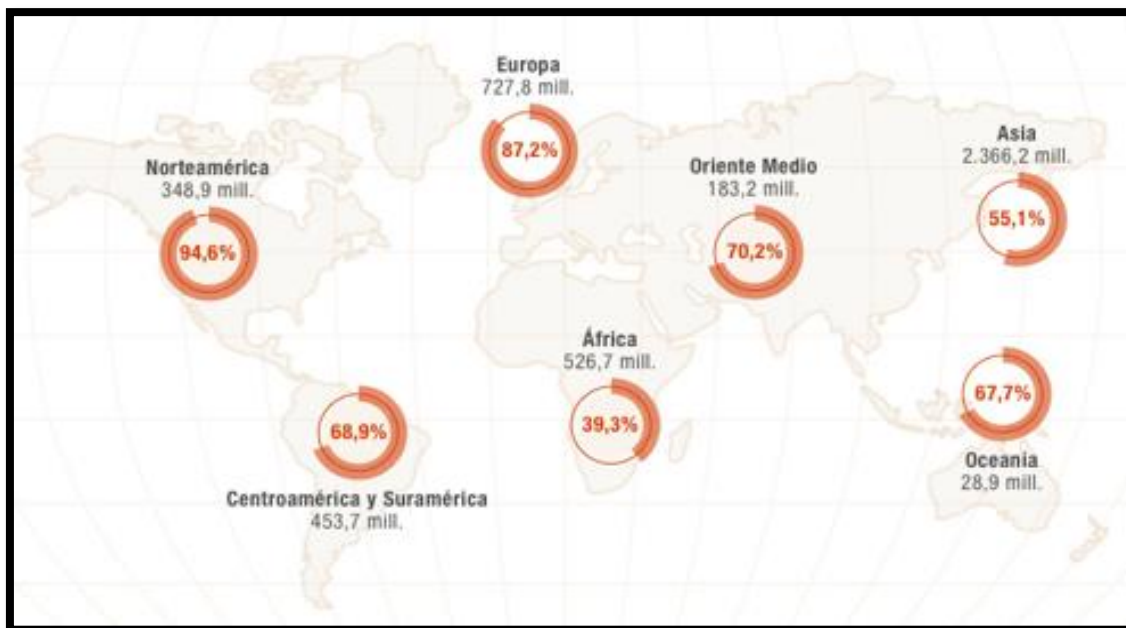 Europa
727,8 mill.
87,2%
Asia
2.366,2 mill.
55,1%
Norteamérica
348,9 mill.
94,6%
Oriente Medio
183,2 mill.
70,2%
África
526,7 mill.
39,3%
67,7%
Oceania
28,9 mill.
68,9%
Centroamérica y Suramérica
453,7 mill.